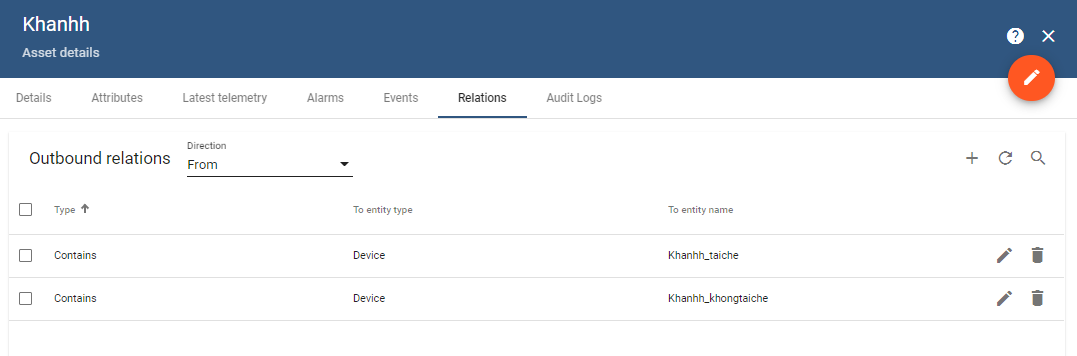 Khanhh
Asset details
?
Details Attributes Latest telemetry Alarms Events Relations Audit Logs
Direction
Outbound relations From
Type To entity type To entity name
Contains Device Khanhh_taiche
Contains Device Khanhh_khongtaiche